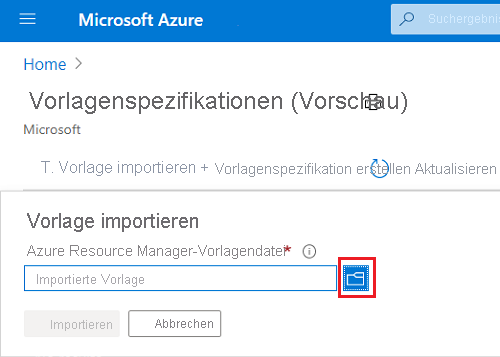 Microsoft Azure
Suchergebnis
Home
Vorlagenspezifikationen (Vorschau)
Microsoft
T. Vorlage importieren + Vorlagenspezifikation erstellen Aktualisieren
Vorlage importieren
Azure Resource Manager-Vorlagendatei*
Importierte Vorlage
Importieren Abbrechen